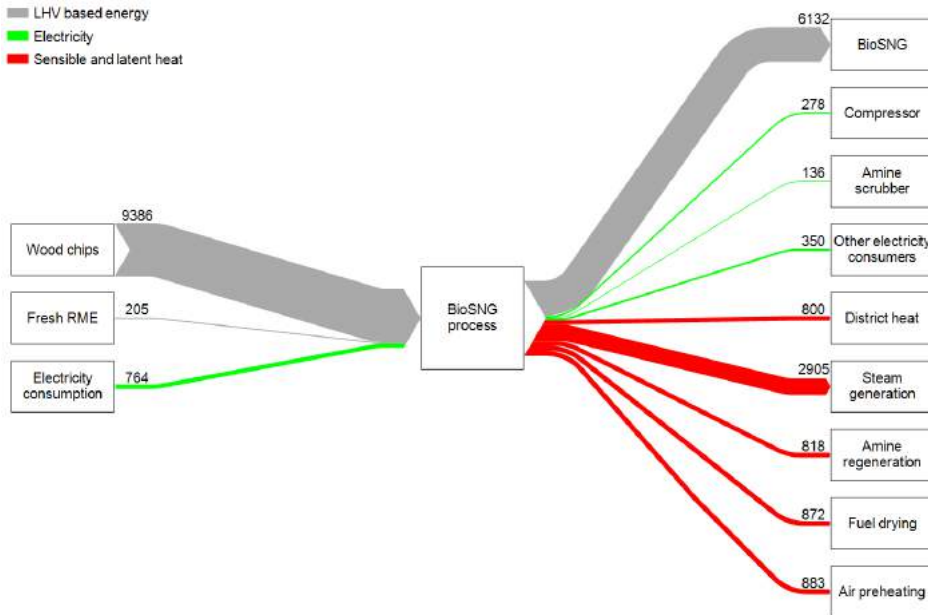 LHV based energy
Electricity
Sensible and latent heat
6132
BioSNG
278
Compressor
136
Amine
scrubber
9386
Wood chips
350
Other electricity
consumers
205
Fresh RME
BioSNG
process
800
District heat
764
Electricity
consumption
2905
Steam
generation
818
Amine
regeneration
872
Fuel drying
883
Air preheating